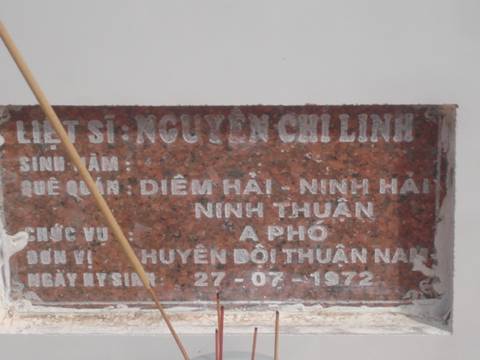 LIỆT SĨ : NGUYỄN CHI LINH
SINH NĂM :
QUÊ QUÁN : DIÊM HẢI - NINH HẢI
NINH THUẬN
CHỨC VỤ : A PHÓ
ĐƠN VỊ : HUYỆN ĐỘI THUẬN NAM
NGÀY HY SINH : 27 - 07 - 1972